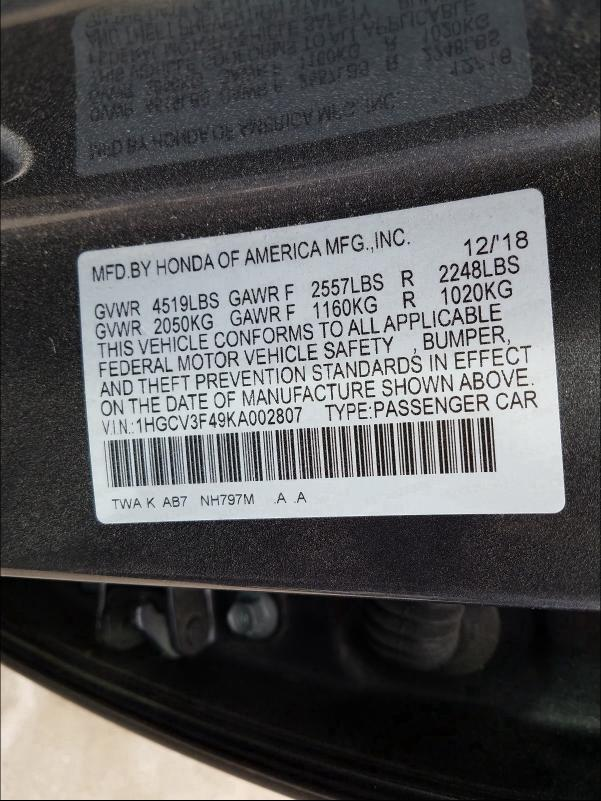 MFD.BY HONDA OF AMERICA MFG.,INC. 12/'18
GVWR 4519LBS GAWR F 2557LBS R 2248LBS
GVWR 2050KG GAWR F 1160KG R 1020KG
THIS VEHICLE CONFORMS TO ALL APPLICABLE
FEDERAL MOTOR VEHICLE SAFETY , BUMPER,
AND THEFT PREVENTION STANDARDS IN EFFECT
ON THE DATE OF MANUFACTURE SHOWN ABOVE.
V.I.N.:1HGCV3F49KA002807 TYPE:PASSENGER CAR
TWA K AB7 NH797M .A .A